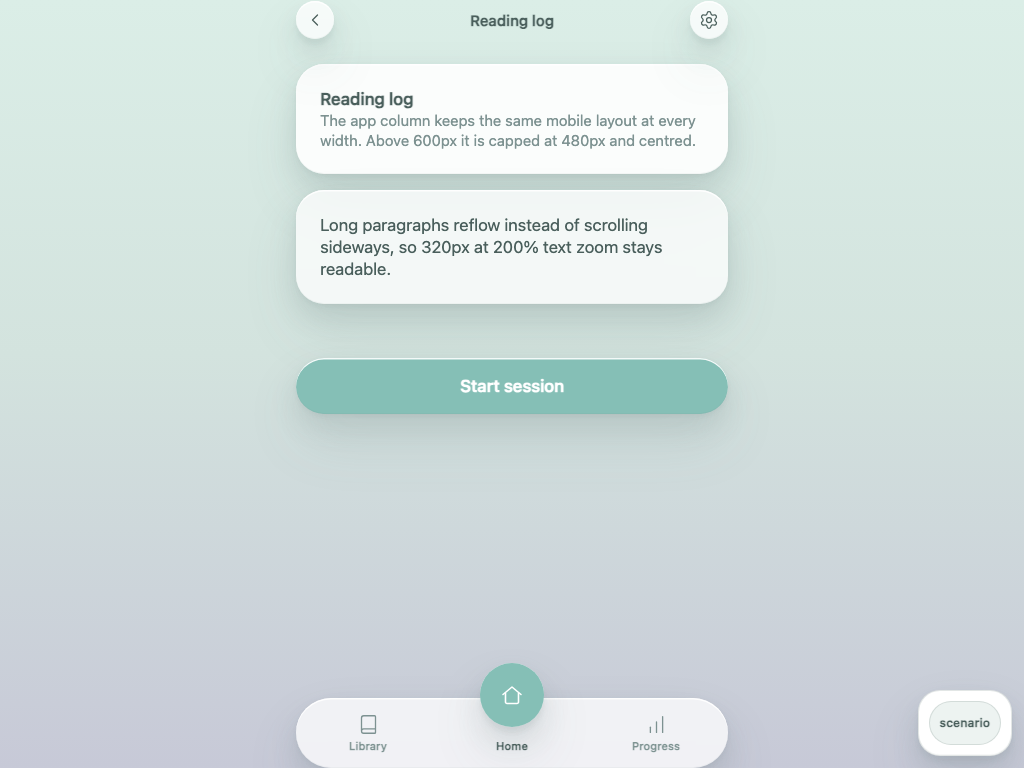 Reading log
Reading log
The app column keeps the same mobile layout at every
width. Above 600px it is capped at 480px and centred.
Long paragraphs reflow instead of scrolling
sideways, so 320px at 200% text zoom stays
readable.
Start session
Library
Home
Progress
scenario